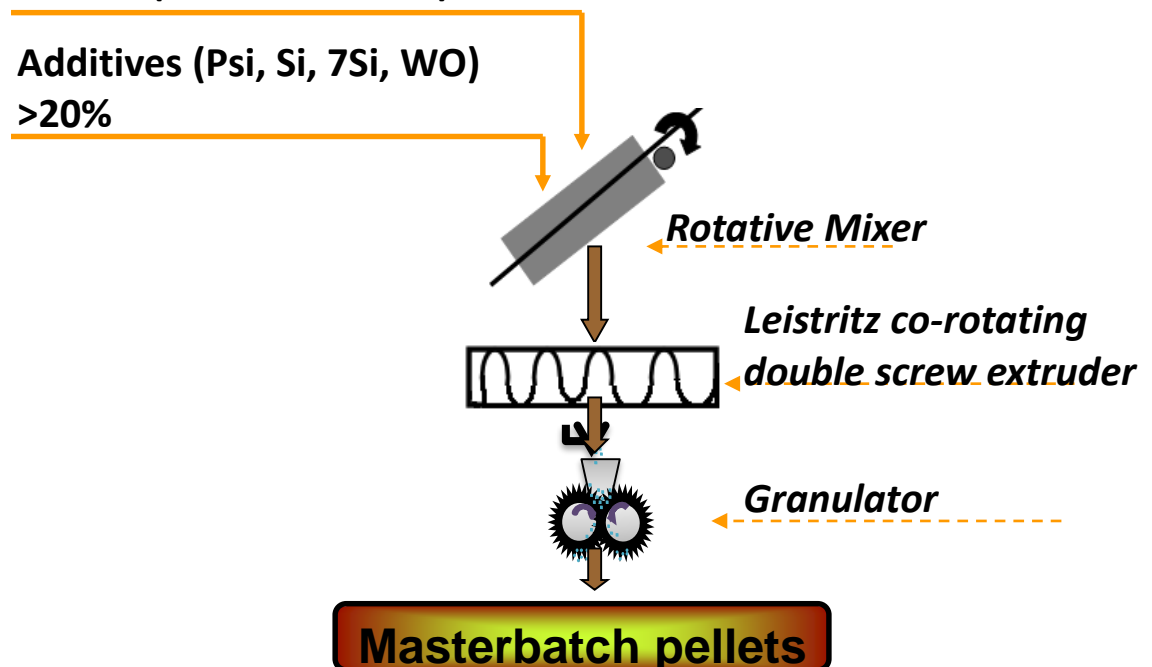 Additives (Psi, Si, 7Si, WO)
>20%
Rotative Mixer
Leistritz co-rotating
double screw extruder
Granulator
Masterbatch pellets